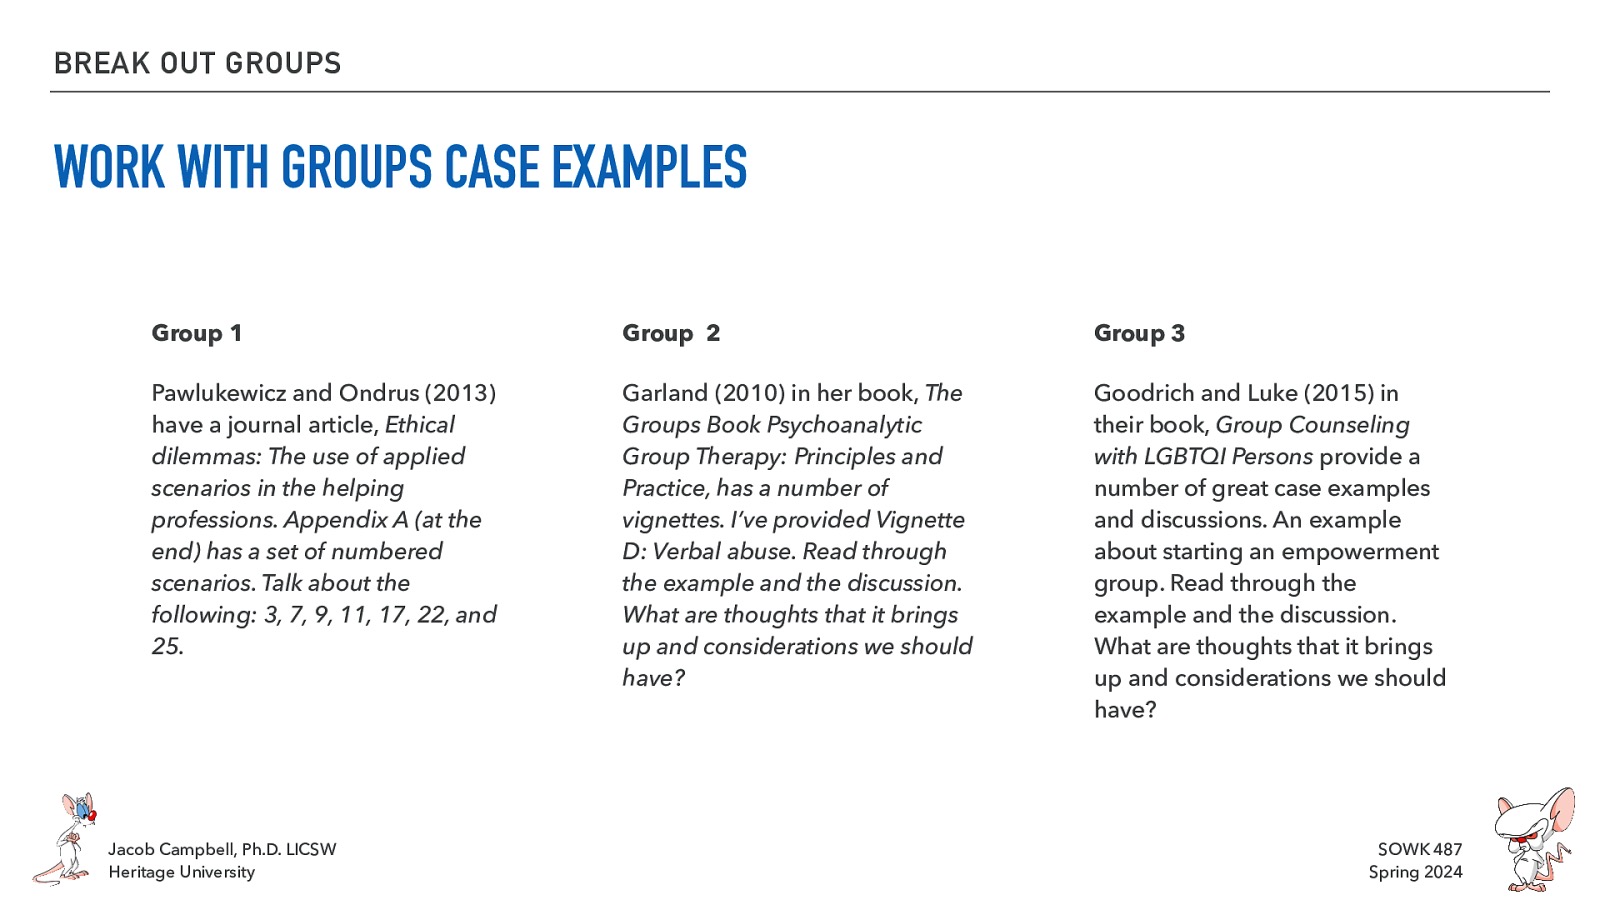 BREAK OUT GROUPS
WORK WITH GROUPS CASE EXAMPLES
Group 1
Pawlukewicz and Ondrus (2013)
have a journal article, Ethical
dilemmas: The use of applied
scenarios in the helping
professions. Appendix A (at the
end) has a set of numbered
scenarios. Talk about the
following: 3, 7, 9, 11, 17, 22, and
25.
Group  2
Garland (2010) in her book, The
Groups Book Psychoanalytic
Group Therapy: Principles and
Practice, has a number of
vignettes. I’ve provided Vignette
D: Verbal abuse. Read through
the example and the discussion.
What are thoughts that it brings
up and considerations we should
have?
Group 3
Goodrich and Luke (2015) in
their book, Group Counseling
with LGBTQI Persons provide a
number of great case examples
and discussions. An example
about starting an empowerment
group. Read through the
example and the discussion.
What are thoughts that it brings
up and considerations we should
have?
Jacob Campbell, Ph.D. LICSW
Heritage University
SOWK 487
Spring 2024